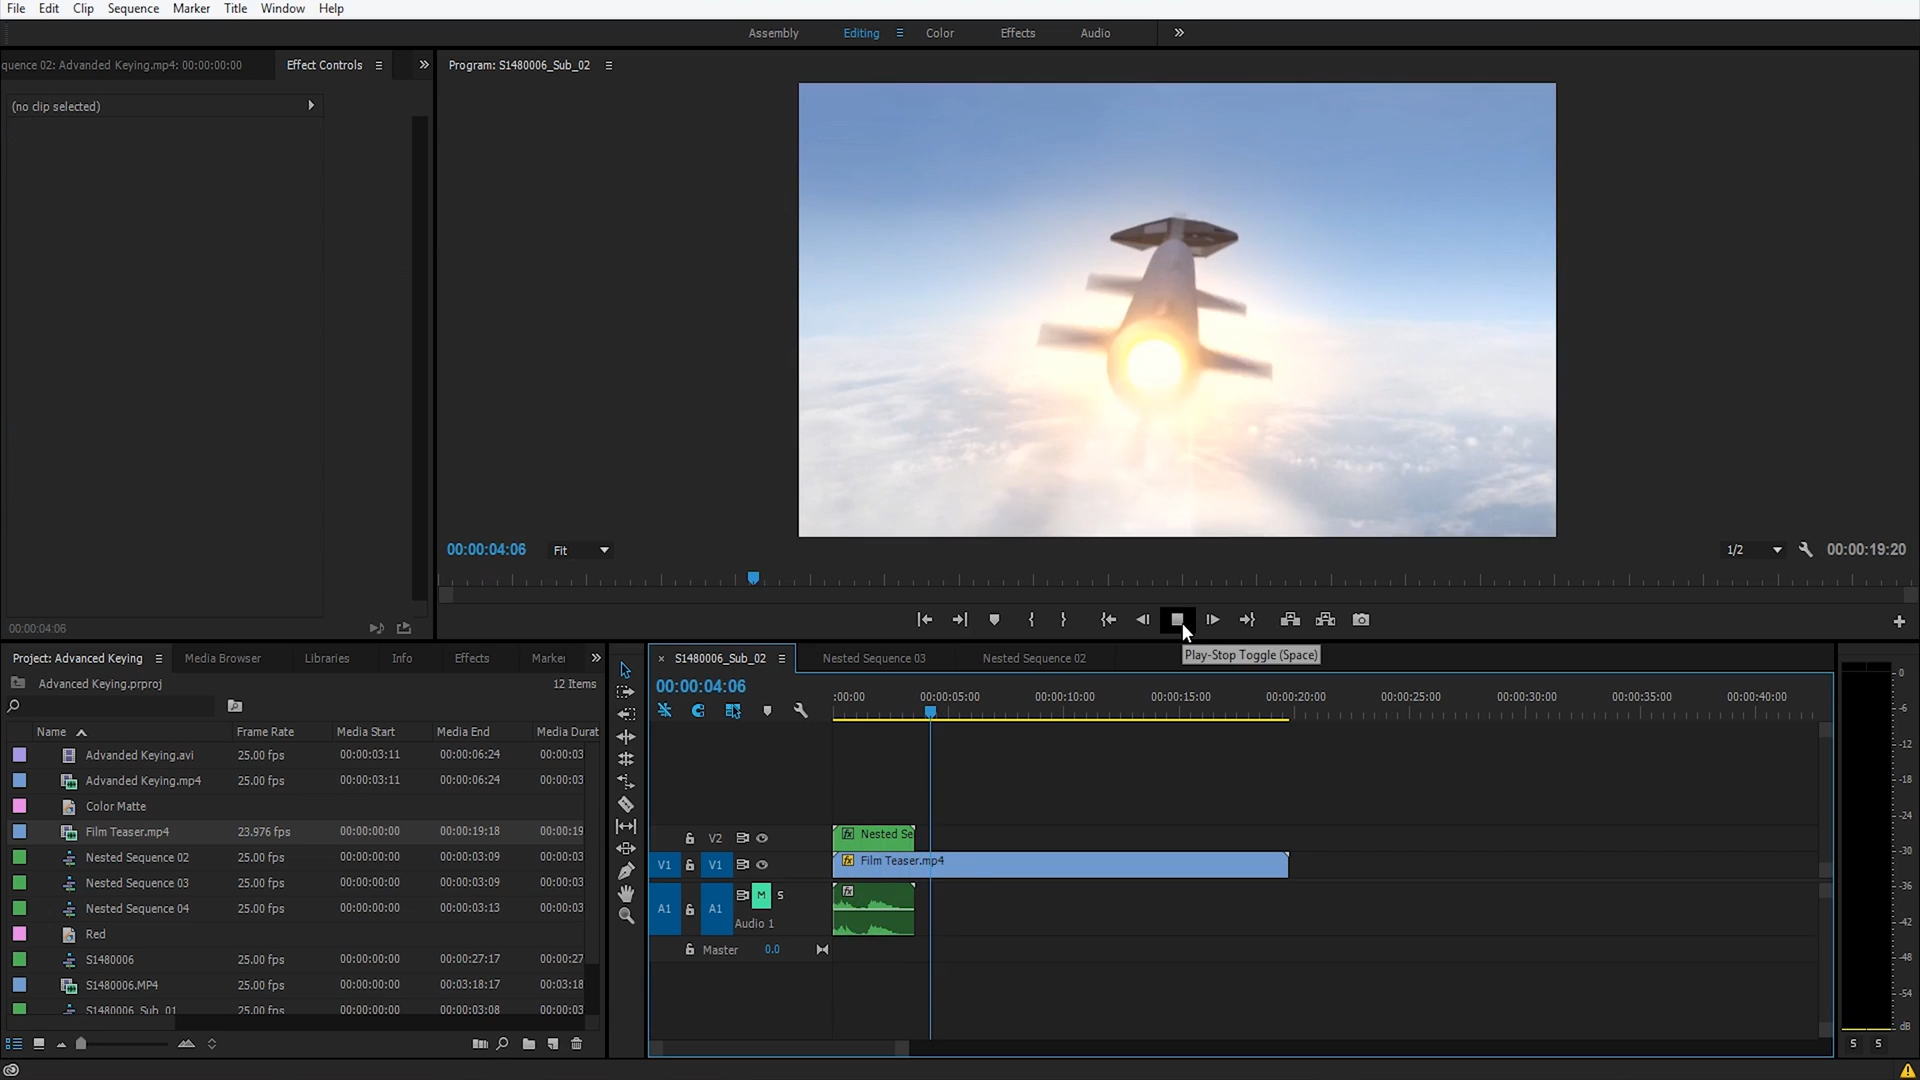 File Edit Clip Sequence Marker Title Window Help
Assembly Editing Color Effects Audio
quence 02: Advanded Keying.mp4: 00:00:00:00 Effect Controls
Program: S1480006_Sub_02
(no clip selected)
00:00:04:06 Fit 1/2 00:00:19:20
00:00:04:06
Play-Stop Toggle (Space)
Project: Advanced Keying Media Browser Libraries Info Effects Marker
Advanced Keying.prproj 12 Items
Name Frame Rate Media Start Media End Media Durat
Advanded Keying.avi 25.00 fps 00:00:03:11 00:00:06:24 00:00:03
Advanded Keying.mp4 25.00 fps 00:00:03:11 00:00:06:24 00:00:03
Color Matte
Film Teaser.mp4 23.976 fps 00:00:00:00 00:00:19:18 00:00:19
Nested Sequence 02 25.00 fps 00:00:00:00 00:00:03:09 00:00:03
Nested Sequence 03 25.00 fps 00:00:00:00 00:00:03:09 00:00:03
Nested Sequence 04 25.00 fps 00:00:00:00 00:00:03:13 00:00:03
Red
S1480006 25.00 fps 00:00:00:00 00:00:27:17 00:00:27
S1480006.MP4 25.00 fps 00:00:00:00 00:03:18:17 00:03:18
S1480006_Sub_01 25.00 fps 00:00:00:00 00:00:03:08 00:00:03
S1480006_Sub_02 Nested Sequence 03 Nested Sequence 02
00:00:04:06
:00:00 00:00:05:00 00:00:10:00 00:00:15:00 00:00:20:00 00:00:25:00 00:00:30:00 00:00:35:00 00:00:40:00
V2 fx Nested Se
V1 V1 fx Film Teaser.mp4
A1 A1 M S fx
Audio 1
Master 0.0
0
-6
-12
-18
-24
-30
-36
-42
-48
-54
dB
S S